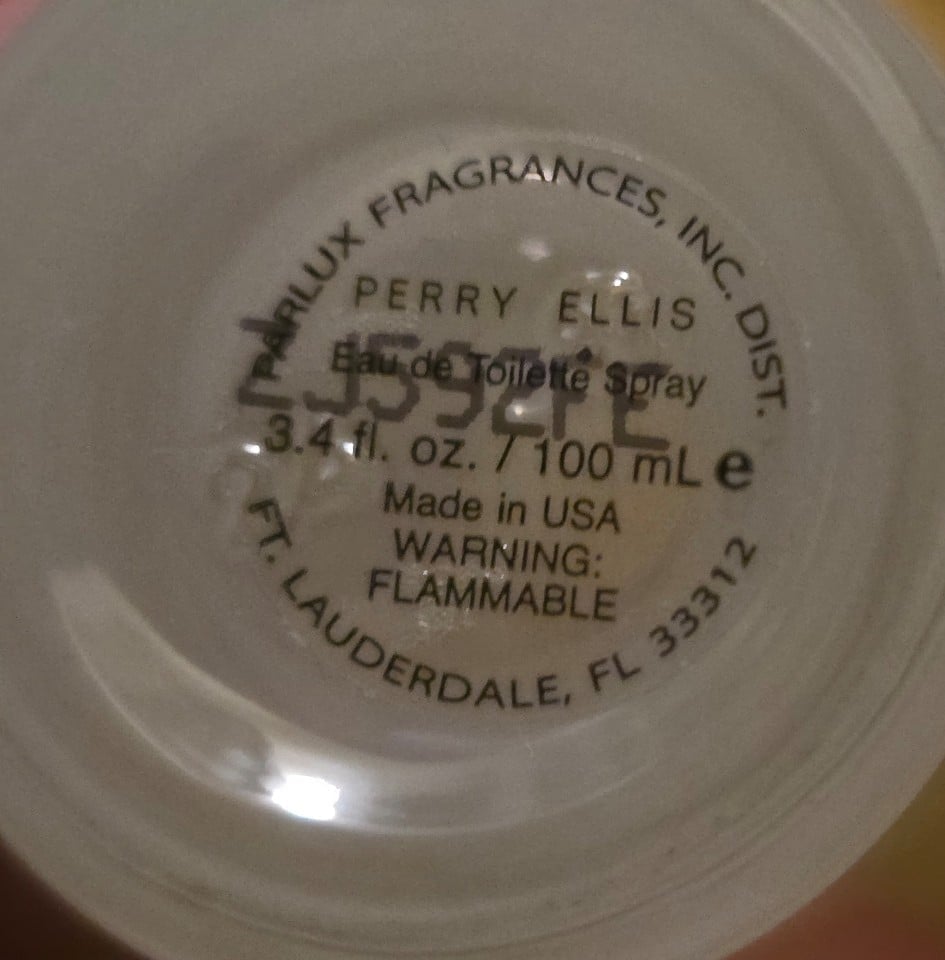 PARLUX FRAGRANCES, INC. DIST.
PERRY ELLIS
Eau de Toilette Spray
3.4 fl. oz. / 100 mL e
Made in USA
WARNING:
FLAMMABLE
FT. LAUDERDALE, FL 33312